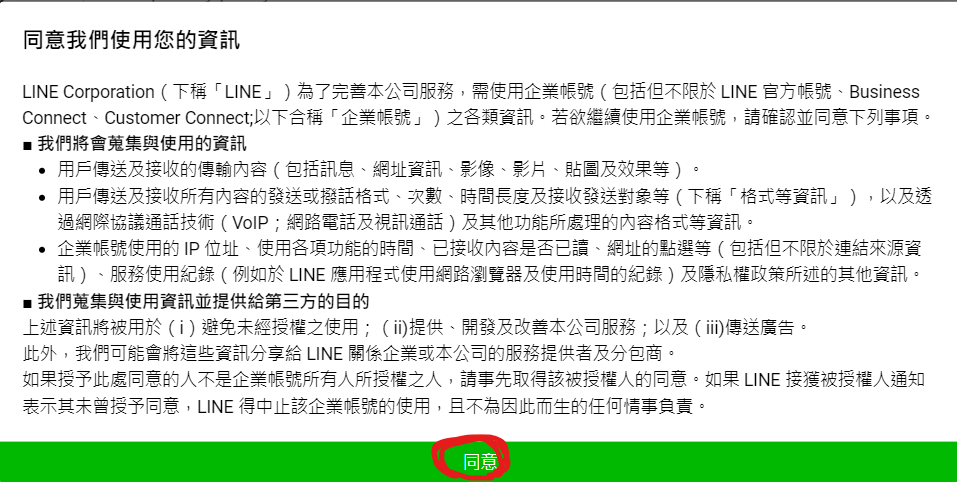 同意我們使用您的資訊
LINE Corporation（下稱「LINE」）為了完善本公司服務，需使用企業帳號（包括但不限於 LINE 官方帳號、Business
Connect、Customer Connect;以下合稱「企業帳號」）之各類資訊。若欲繼續使用企業帳號，請確認並同意下列事項。
■ 我們將會蒐集與使用的資訊
• 用戶傳送及接收的傳輸內容（包括訊息、網址資訊、影像、影片、貼圖及效果等）。
• 用戶傳送及接收所有內容的發送或撥話格式、次數、時間長度及接收發送對象等（下稱「格式等資訊」），以及透
過網際協議通話技術（VoIP；網路電話及視訊通話）及其他功能所處理的內容格式等資訊。
• 企業帳號使用的 IP 位址、使用各項功能的時間、已接收內容是否已讀、網址的點選等（包括但不限於連結來源資
訊）、服務使用紀錄（例如於 LINE 應用程式使用網路瀏覽器及使用時間的紀錄）及隱私權政策所述的其他資訊。
■ 我們蒐集與使用資訊並提供給第三方的目的
上述資訊將被用於（i）避免未經授權之使用；（ii)提供、開發及改善本公司服務；以及（iii)傳送廣告。
此外，我們可能會將這些資訊分享給 LINE 關係企業或本公司的服務提供者及分包商。
如果授予此處同意的人不是企業帳號所有人所授權之人，請事先取得該被授權人的同意。如果 LINE 接獲被授權人通知
表示其未曾授予同意，LINE 得中止該企業帳號的使用，且不為因此而生的任何情事負責。
同意